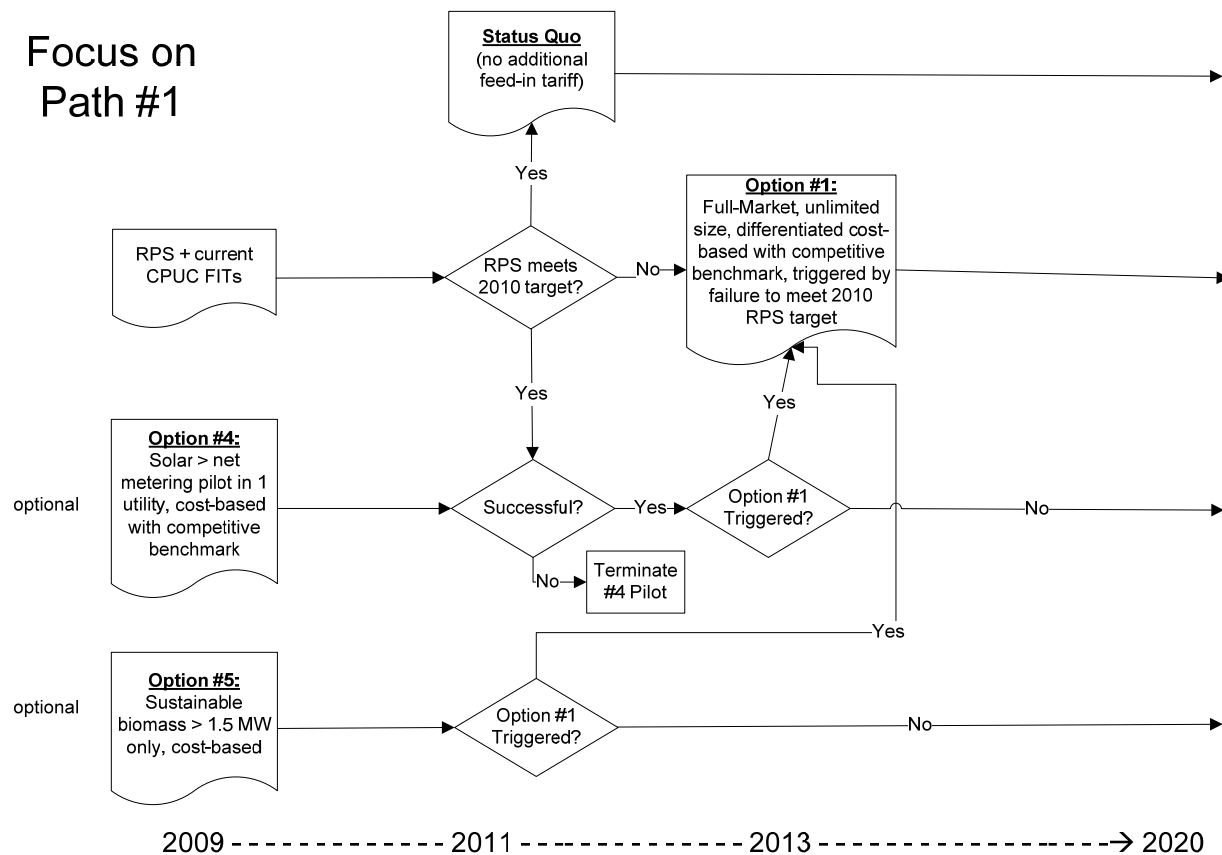 Focus on
Path #1
Status Quo
(no additional
feed-in tariff)
Yes
RPS + current
CPUC FITs
RPS meets
2010 target?
No
Option #1:
Full-Market, unlimited
size, differentiated cost-
based with competitive
benchmark, triggered by
failure to meet 2010
RPS target
Yes
Yes
optional
Option #4:
Solar > net
metering pilot in 1
utility, cost-based
with competitive
benchmark
Successful?
Yes
Option #1
Triggered?
No
No
Terminate
#4 Pilot
Yes
optional
Option #5:
Sustainable
biomass > 1.5 MW
only, cost-based
Option #1
Triggered?
No
2009 2011 2013 2020